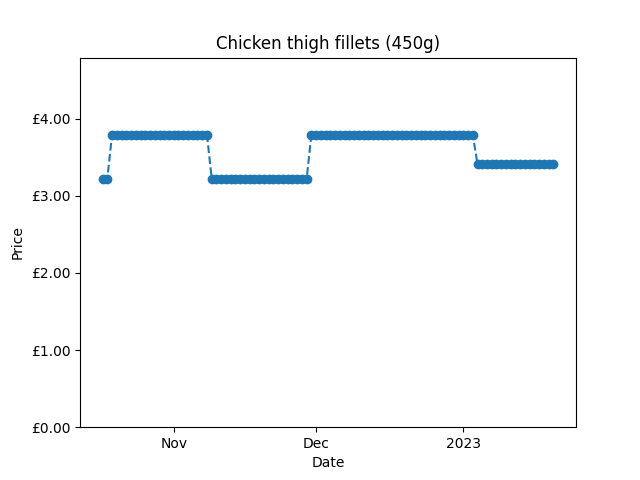 Chicken thigh fillets (450g)
£4.00
£3.00
£2.00
£1.00
£0.00
Price
Nov
Dec
2023
Date